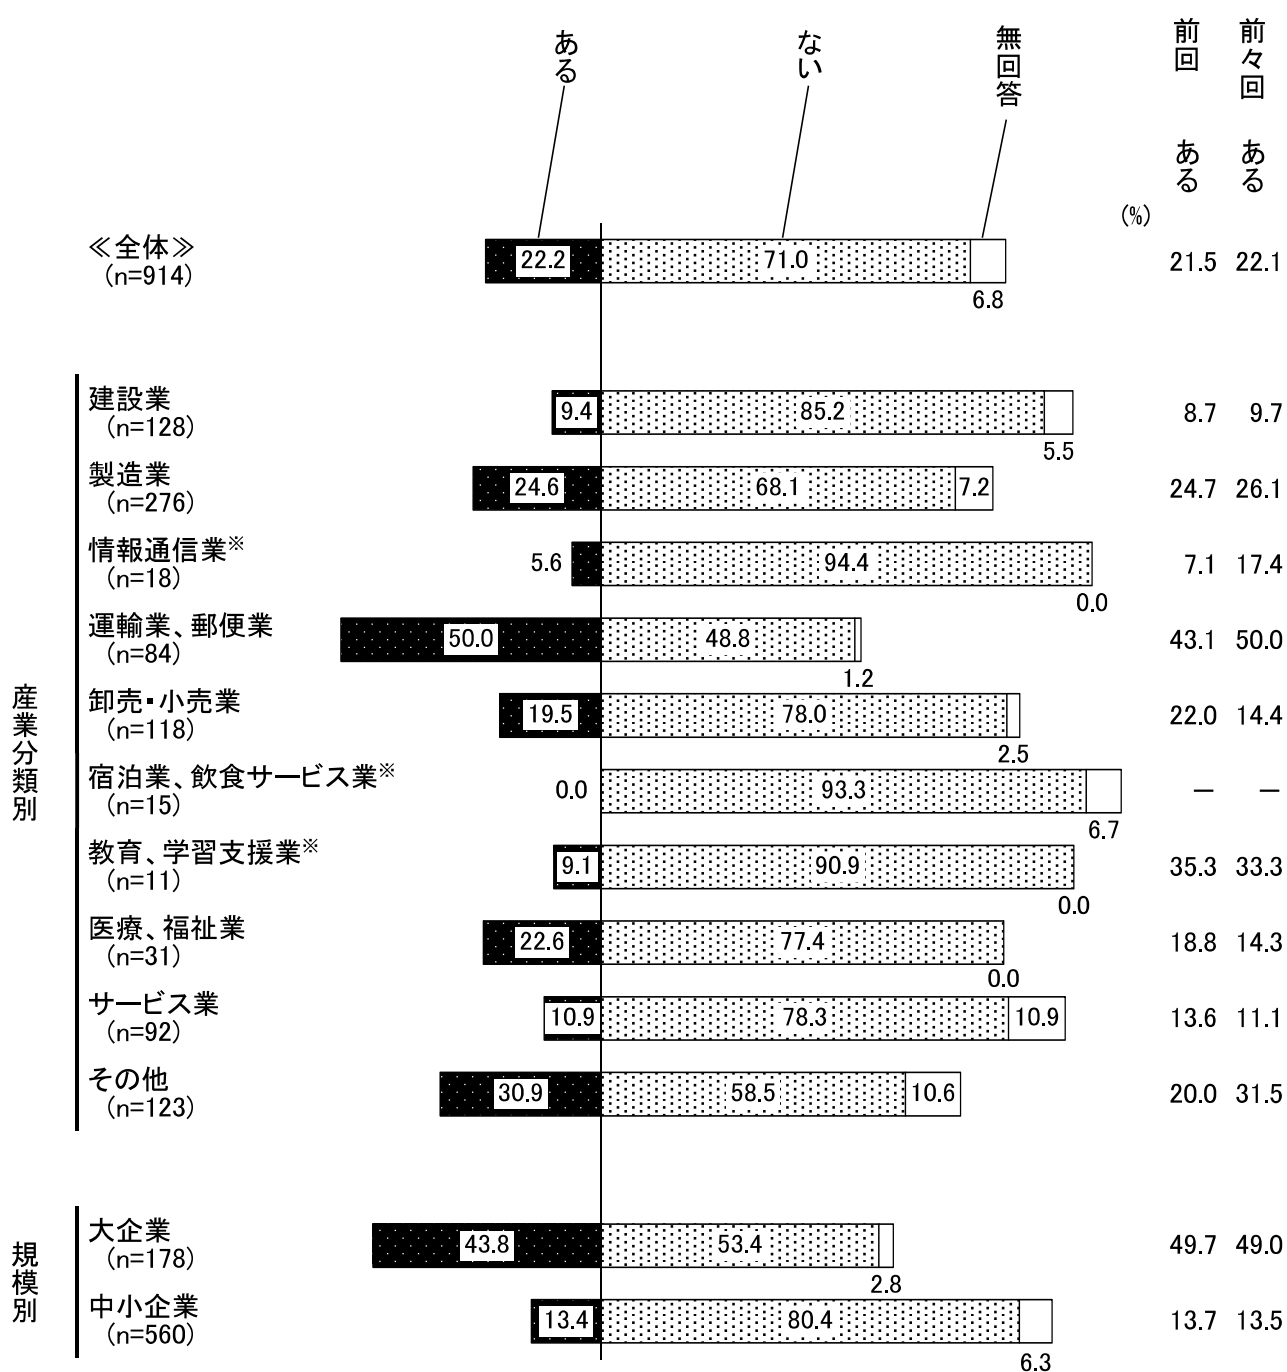 ある
ない
無回答
前回 ある
前々回 ある
(%)
≪全体≫
(n=914)
22.2
71.0
6.8
21.5
22.1
産業分類別
建設業
(n=128)
9.4
85.2
5.5
8.7
9.7
製造業
(n=276)
24.6
68.1
7.2
24.7
26.1
情報通信業※
(n=18)
5.6
94.4
0.0
7.1
17.4
運輸業、郵便業
(n=84)
50.0
48.8
1.2
43.1
50.0
卸売・小売業
(n=118)
19.5
78.0
2.5
22.0
14.4
宿泊業、飲食サービス業※
(n=15)
0.0
93.3
6.7
－
－
教育、学習支援業※
(n=11)
9.1
90.9
0.0
35.3
33.3
医療、福祉業
(n=31)
22.6
77.4
0.0
18.8
14.3
サービス業
(n=92)
10.9
78.3
10.9
13.6
11.1
その他
(n=123)
30.9
58.5
10.6
20.0
31.5
規模別
大企業
(n=178)
43.8
53.4
2.8
49.7
49.0
中小企業
(n=560)
13.4
80.4
6.3
13.7
13.5